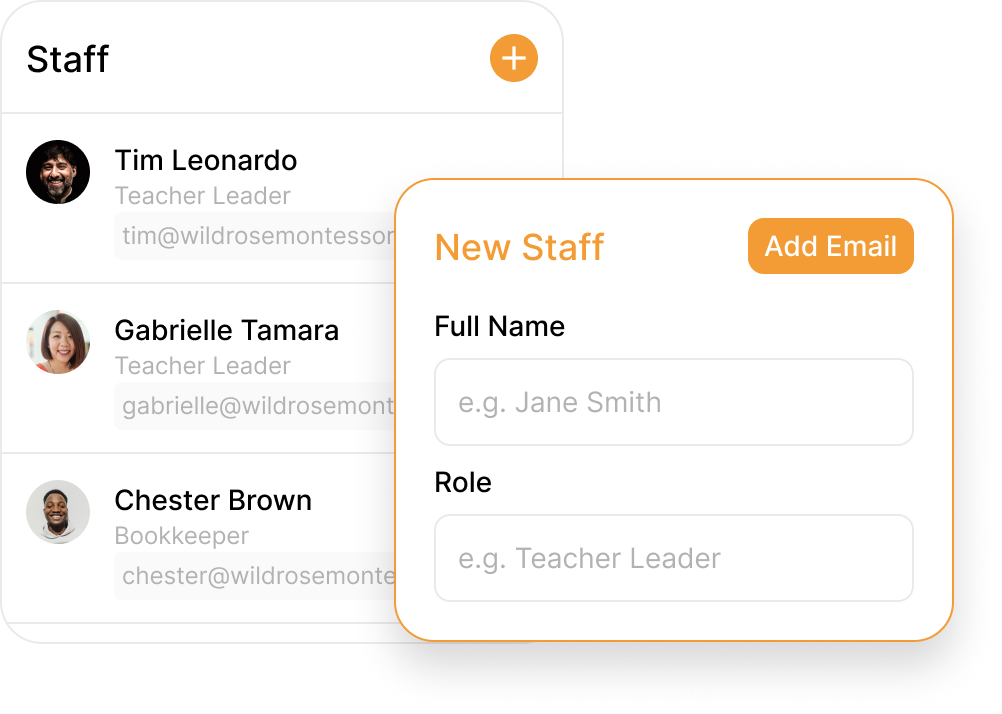 Staff
Tim Leonardo
Teacher Leader
tim@wildrosemontessor
Gabrielle Tamara
Teacher Leader
gabrielle@wildrosemont
Chester Brown
Bookkeeper
chester@wildrosemonte
New Staff
Add Email
Full Name
e.g. Jane Smith
Role
e.g. Teacher Leader